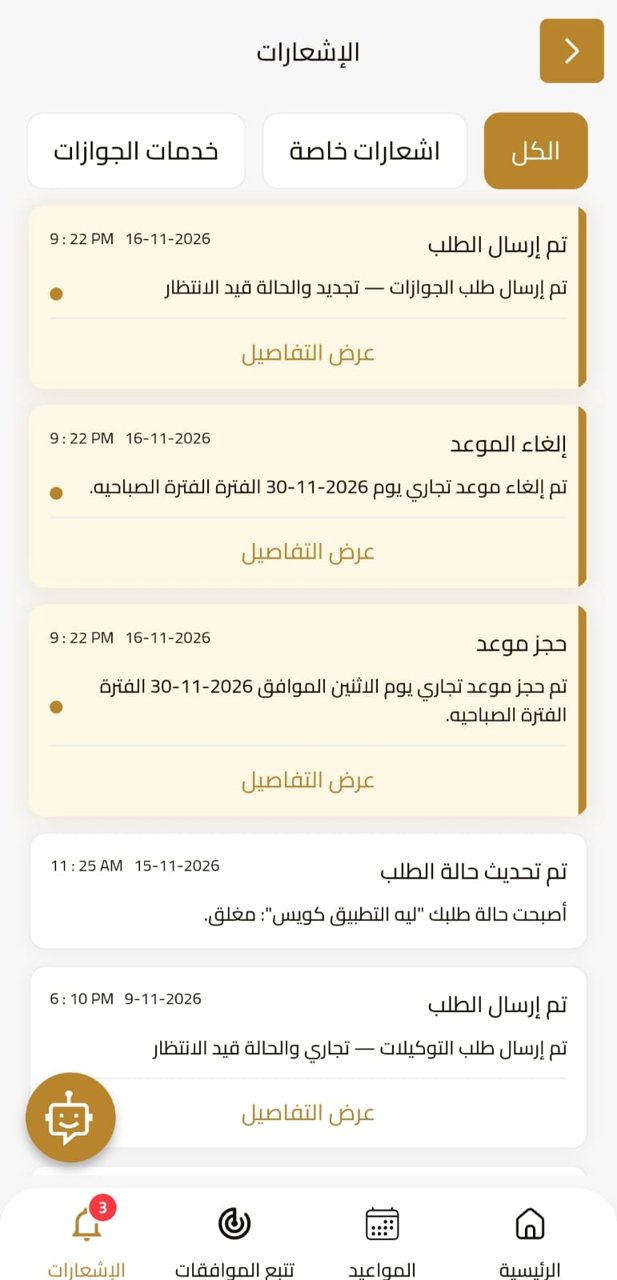 الإشعارات
الكل
اشعارات خاصة
خدمات الجوازات
تم إرسال الطلب
16-11-2026 9:22 PM
تم إرسال طلب الجوازات — تجديد والحالة قيد الانتظار
عرض التفاصيل
إلغاء الموعد
16-11-2026 9:22 PM
تم إلغاء موعد تجاري يوم 2026-11-30 الفترة الفترة الصباحيه.
عرض التفاصيل
حجز موعد
16-11-2026 9:22 PM
تم حجز موعد تجاري يوم الاثنين الموافق 2026-11-30 الفترة
الفترة الصباحيه.
عرض التفاصيل
تم تحديث حالة الطلب
15-11-2026 11:25 AM
أصبحت حالة طلبك "ليه التطبيق كويس": مغلق.
تم إرسال الطلب
9-11-2026 6:10 PM
تم إرسال طلب التوكيلات — تجاري والحالة قيد الانتظار
عرض التفاصيل
الرئيسية
المواعيد
تتبع الموافقات
3
الإشعارات